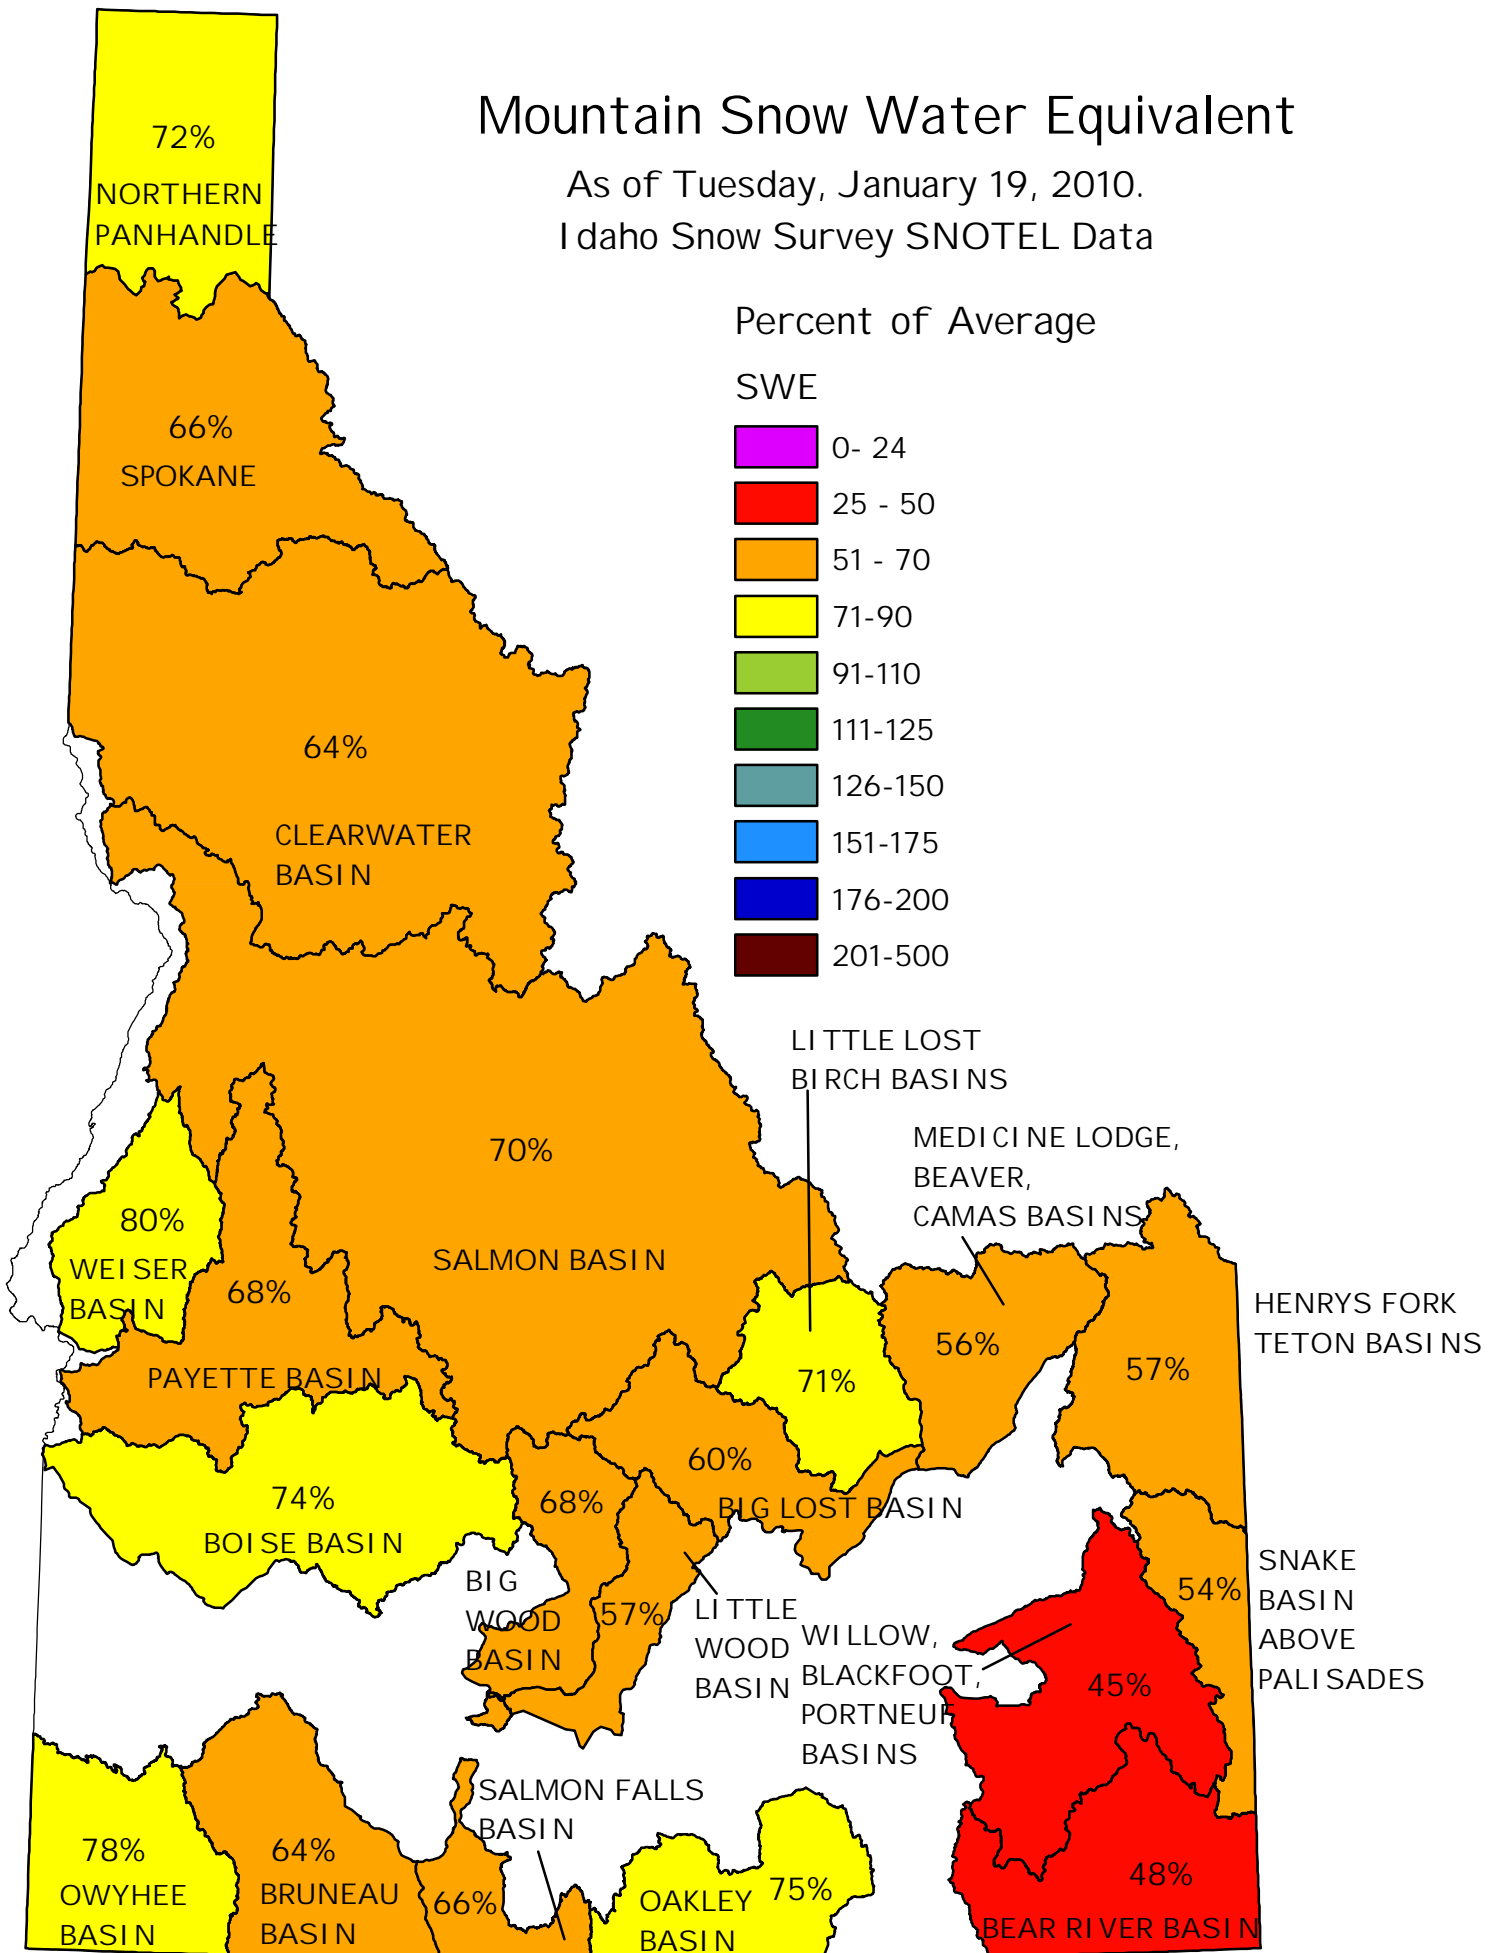 Mountain Snow Water Equivalent
As of Tuesday, January 19, 2010.
Idaho Snow Survey SNOTEL Data
Percent of Average
SWE
0- 24
25 - 50
51 - 70
71-90
91-110
111-125
126-150
151-175
176-200
201-500
72%
NORTHERN
PANHANDLE
66%
SPOKANE
64%
CLEARWATER
BASIN
70%
SALMON BASIN
80%
WEISER
BASIN
68%
PAYETTE BASIN
74%
BOISE BASIN
LITTLE LOST
BIRCH BASINS
71%
MEDICINE LODGE,
BEAVER,
CAMAS BASINS
56%
57%
HENRYS FORK
TETON BASINS
60%
BIG LOST BASIN
68%
BIG
WOOD
BASIN
57%
LITTLE
WOOD
BASIN
WILLOW,
BLACKFOOT,
PORTNEUF
BASINS
45%
54%
SNAKE
BASIN
ABOVE
PALISADES
78%
OWYHEE
BASIN
64%
BRUNEAU
BASIN
SALMON FALLS
BASIN
66%
OAKLEY
BASIN
75%
48%
BEAR RIVER BASIN